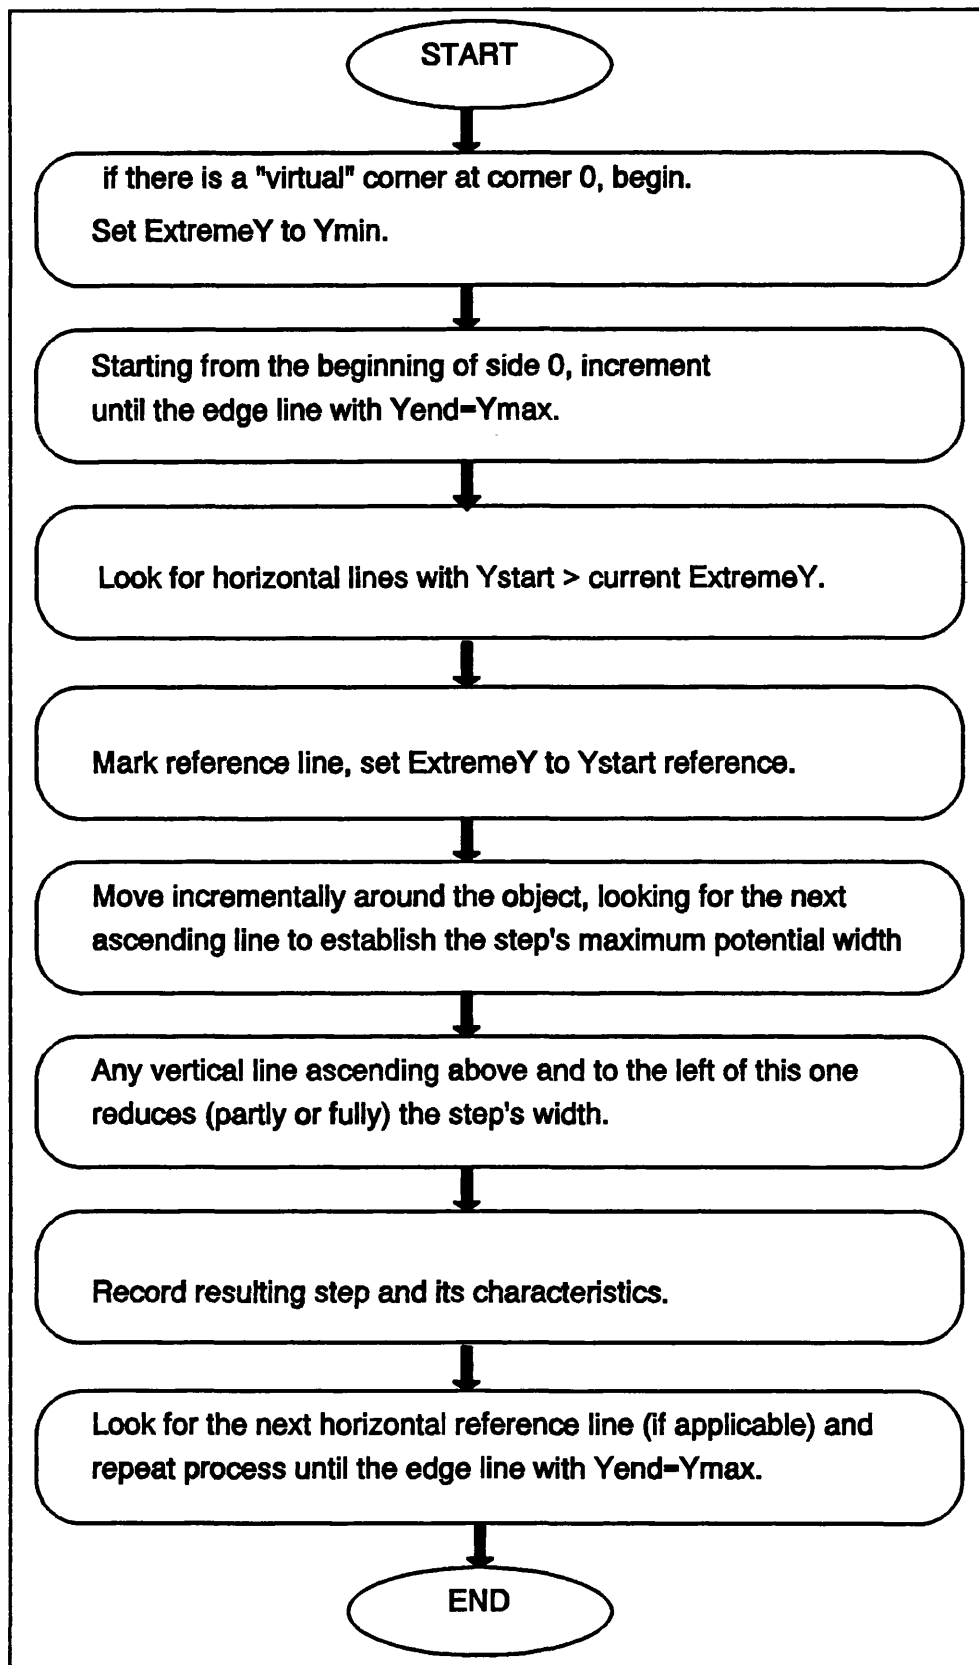 START
if there is a "virtual" corner at corner 0, begin.
Set ExtremeY to Ymin.
Starting from the beginning of side 0, increment
until the edge line with Yend=Ymax.
Look for horizontal lines with Ystart > current ExtremeY.
Mark reference line, set ExtremeY to Ystart reference.
Move incrementally around the object, looking for the next
ascending line to establish the step's maximum potential width
Any vertical line ascending above and to the left of this one
reduces (partly or fully) the step's width.
Record resulting step and its characteristics.
Look for the next horizontal reference line (if applicable) and
repeat process until the edge line with Yend=Ymax.
END